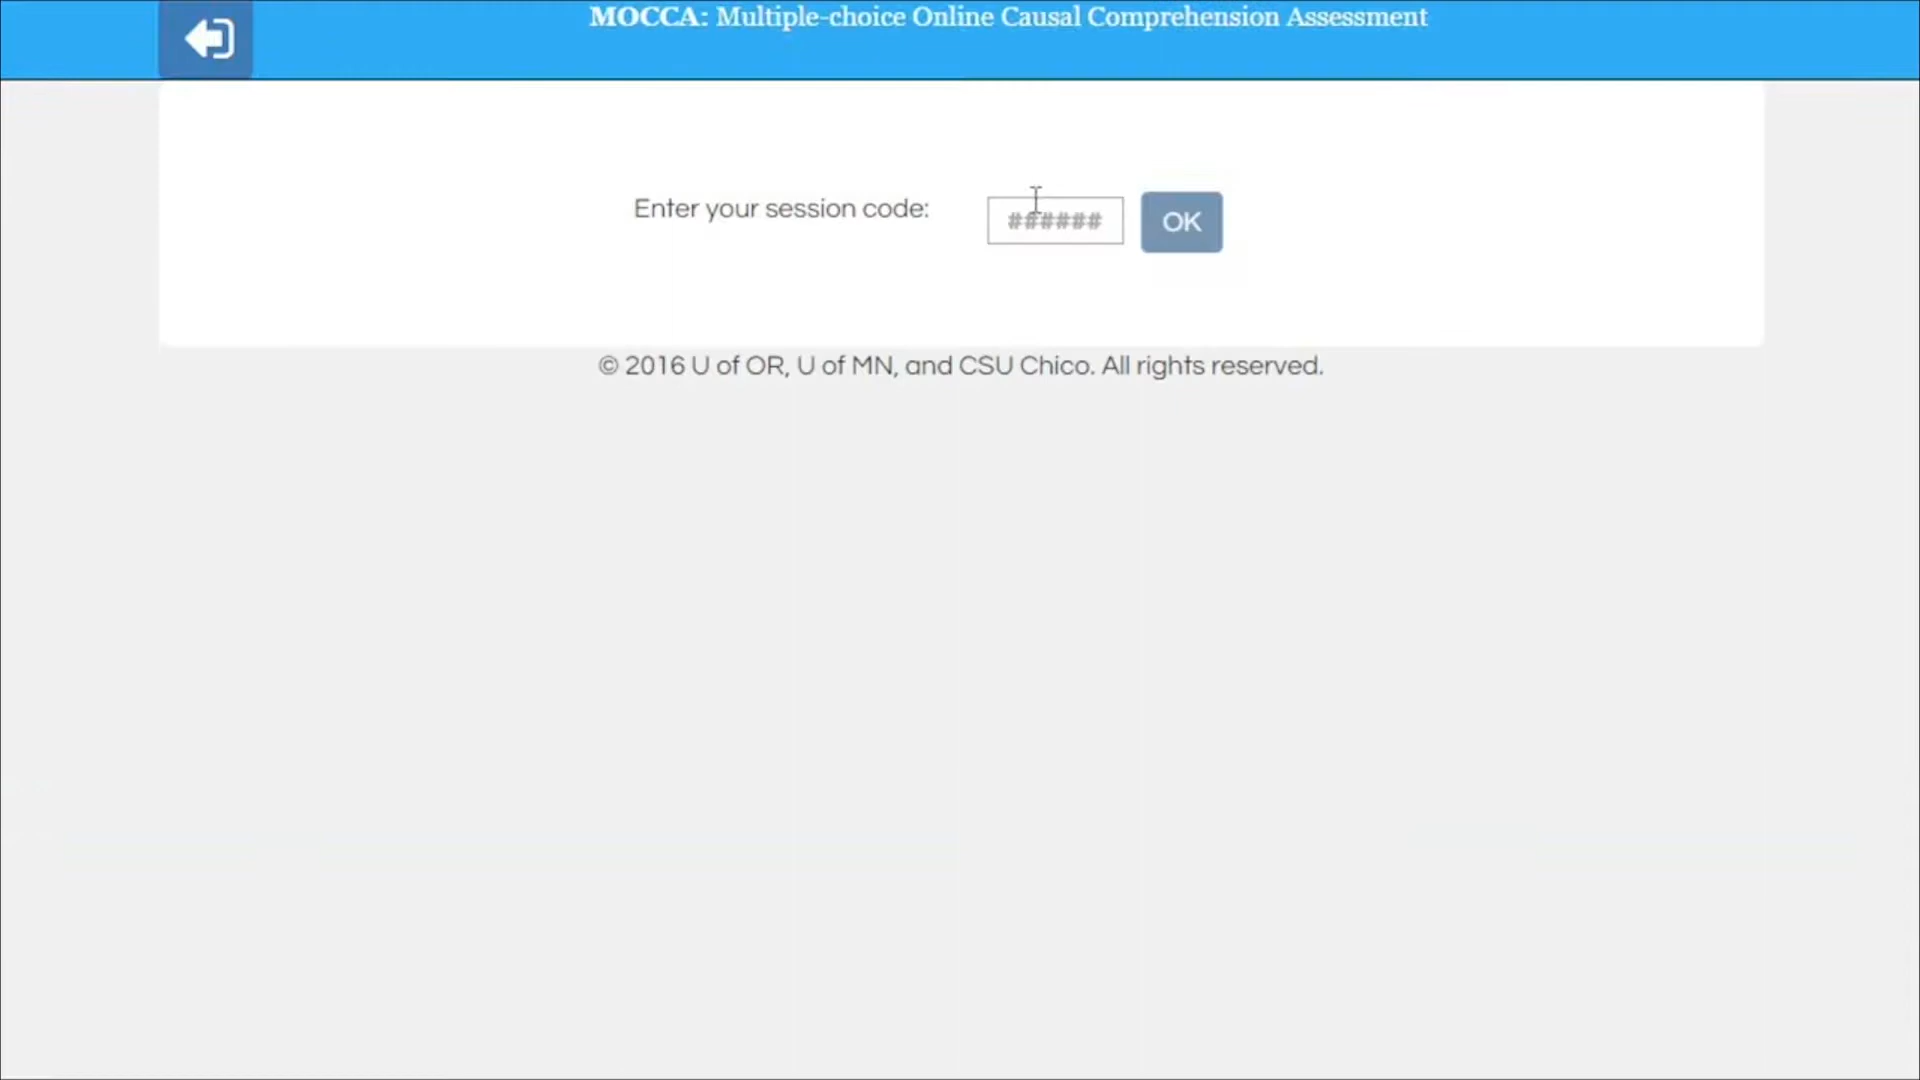 MOCCA: Multiple-choice Online Causal Comprehension Assessment
Enter your session code:
######
OK
© 2016 U of OR, U of MN, and CSU Chico. All rights reserved.